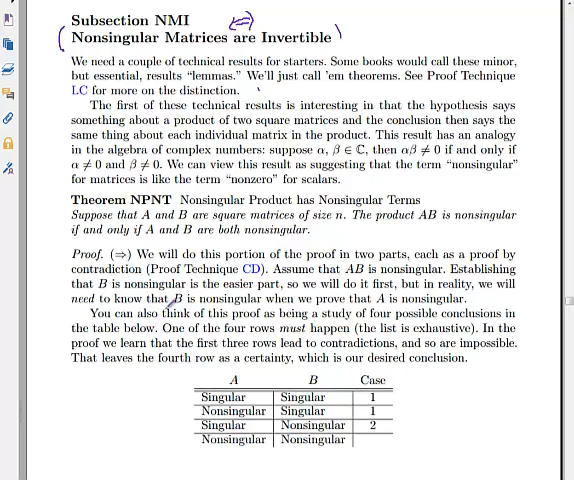 Subsection NMI
Nonsingular Matrices are Invertible
We need a couple of technical results for starters. Some books would call these minor,
but essential, results “lemmas.” We’ll just call ’em theorems. See Proof Technique
LC for more on the distinction.
The first of these technical results is interesting in that the hypothesis says
something about a product of two square matrices and the conclusion then says the
same thing about each individual matrix in the product. This result has an analogy
in the algebra of complex numbers: suppose α, β ∈ ℂ, then αβ ≠ 0 if and only if
α ≠ 0 and β ≠ 0. We can view this result as suggesting that the term “nonsingular”
for matrices is like the term “nonzero” for scalars.
Theorem NPNT Nonsingular Product has Nonsingular Terms
Suppose that A and B are square matrices of size n. The product AB is nonsingular
if and only if A and B are both nonsingular.
Proof. (⇒) We will do this portion of the proof in two parts, each as a proof by
contradiction (Proof Technique CD). Assume that AB is nonsingular. Establishing
that B is nonsingular is the easier part, so we will do it first, but in reality, we will
need to know that B is nonsingular when we prove that A is nonsingular.
You can also think of this proof as being a study of four possible conclusions in
the table below. One of the four rows must happen (the list is exhaustive). In the
proof we learn that the first three rows lead to contradictions, and so are impossible.
That leaves the fourth row as a certainty, which is our desired conclusion.
A B Case
Singular Singular 1
Nonsingular Singular 1
Singular Nonsingular 2
Nonsingular Nonsingular